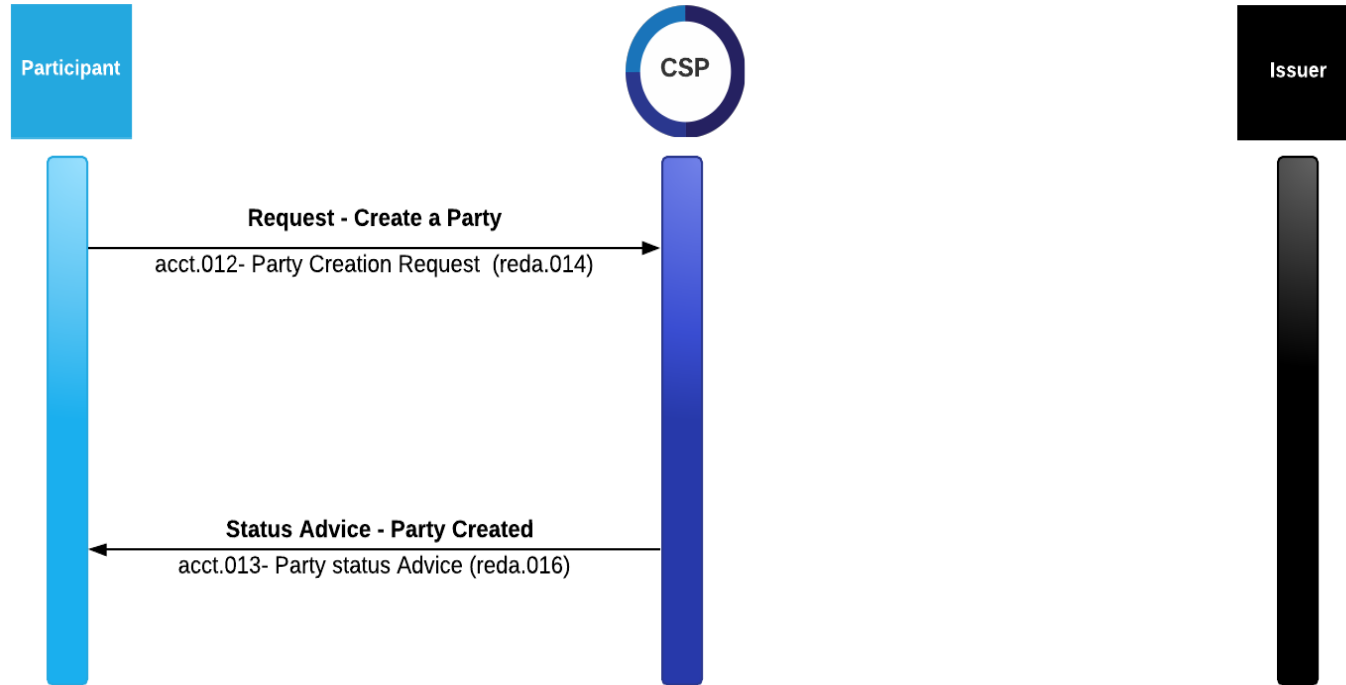 Participant
CSP
Issuer
Request - Create a Party
acct.012- Party Creation Request  (reda.014)
Status Advice - Party Created
acct.013- Party status Advice (reda.016)